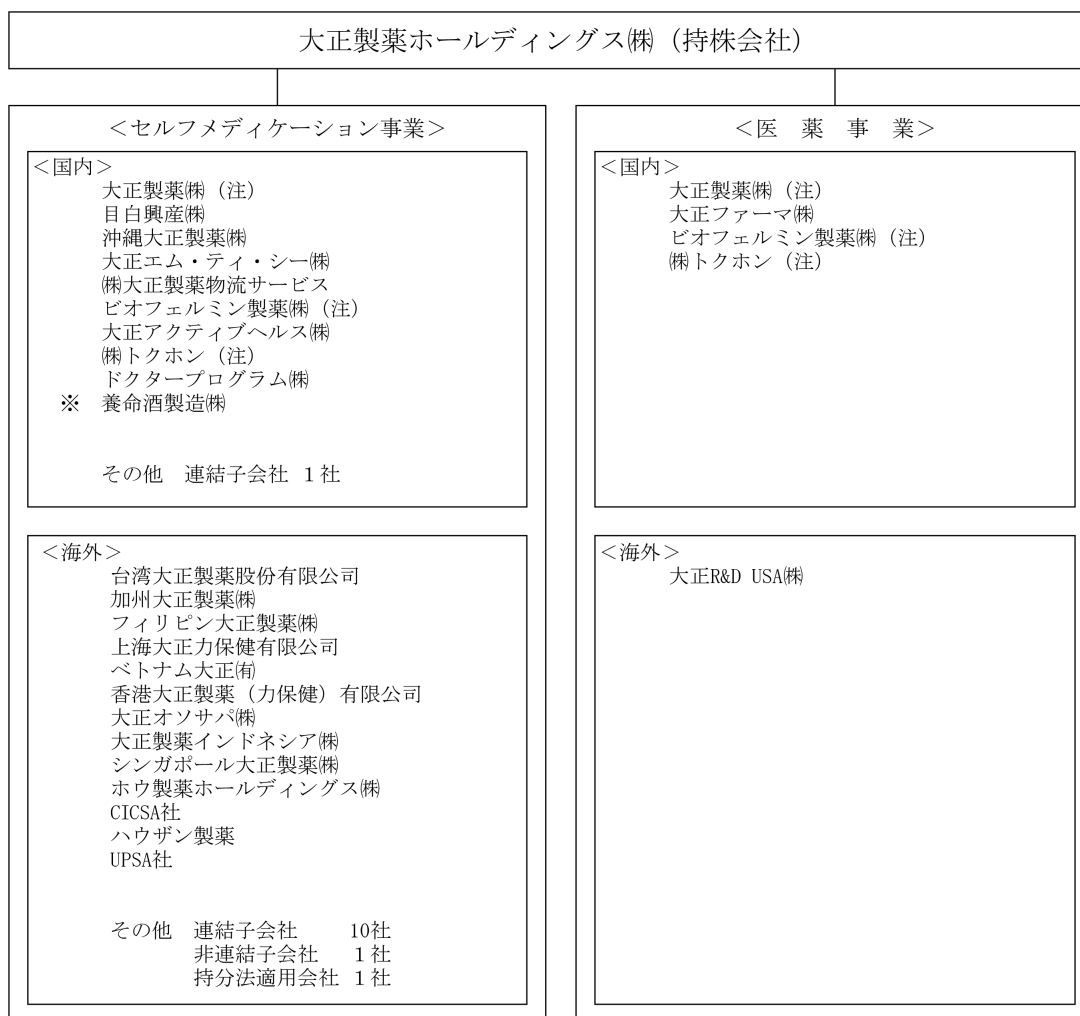 大正製薬ホールディングス㈱（持株会社）
＜セルフメディケーション事業＞
＜国内＞
大正製薬㈱（注）
目白興産㈱
沖縄大正製薬㈱
大正エム・ティ・シー㈱
㈱大正製薬物流サービス
ビオフェルミン製薬㈱（注）
大正アクティブヘルス㈱
㈱トクホン（注）
ドクタープログラム㈱
※　養命酒製造㈱
その他　連結子会社　１社
＜海外＞
台湾大正製薬股份有限公司
加州大正製薬㈱
フィリピン大正製薬㈱
上海大正力保健有限公司
ベトナム大正㈲
香港大正製薬（力保健）有限公司
大正オソサパ㈱
大正製薬インドネシア㈱
シンガポール大正製薬㈱
ホウ製薬ホールディングス㈱
CICSA社
ハウザン製薬
UPSA社
その他　連結子会社　10社
非連結子会社　１社
持分法適用会社　１社
＜医　薬　事　業＞
＜国内＞
大正製薬㈱（注）
大正ファーマ㈱
ビオフェルミン製薬㈱（注）
㈱トクホン（注）
＜海外＞
大正R&D USA㈱